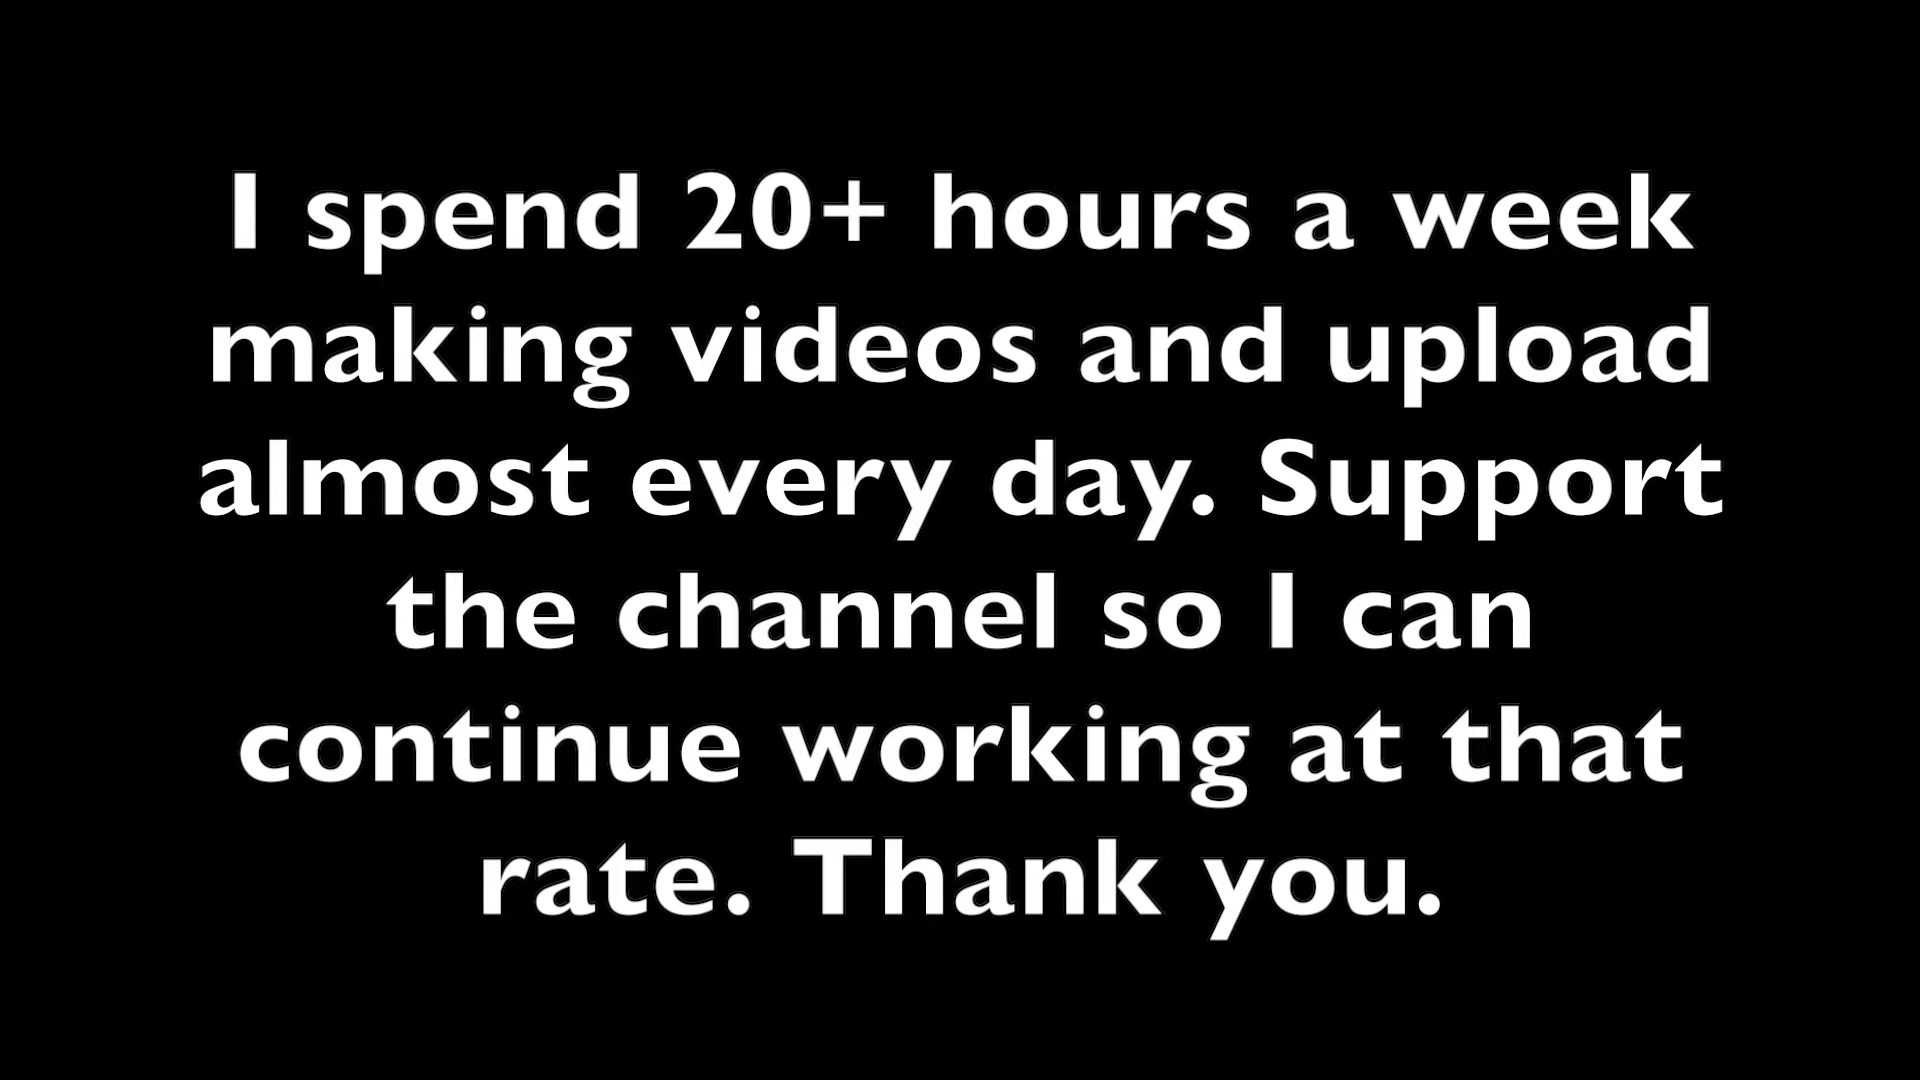 I spend 20+ hours a week
making videos and upload
almost every day. Support
the channel so I can
continue working at that
rate. Thank you.